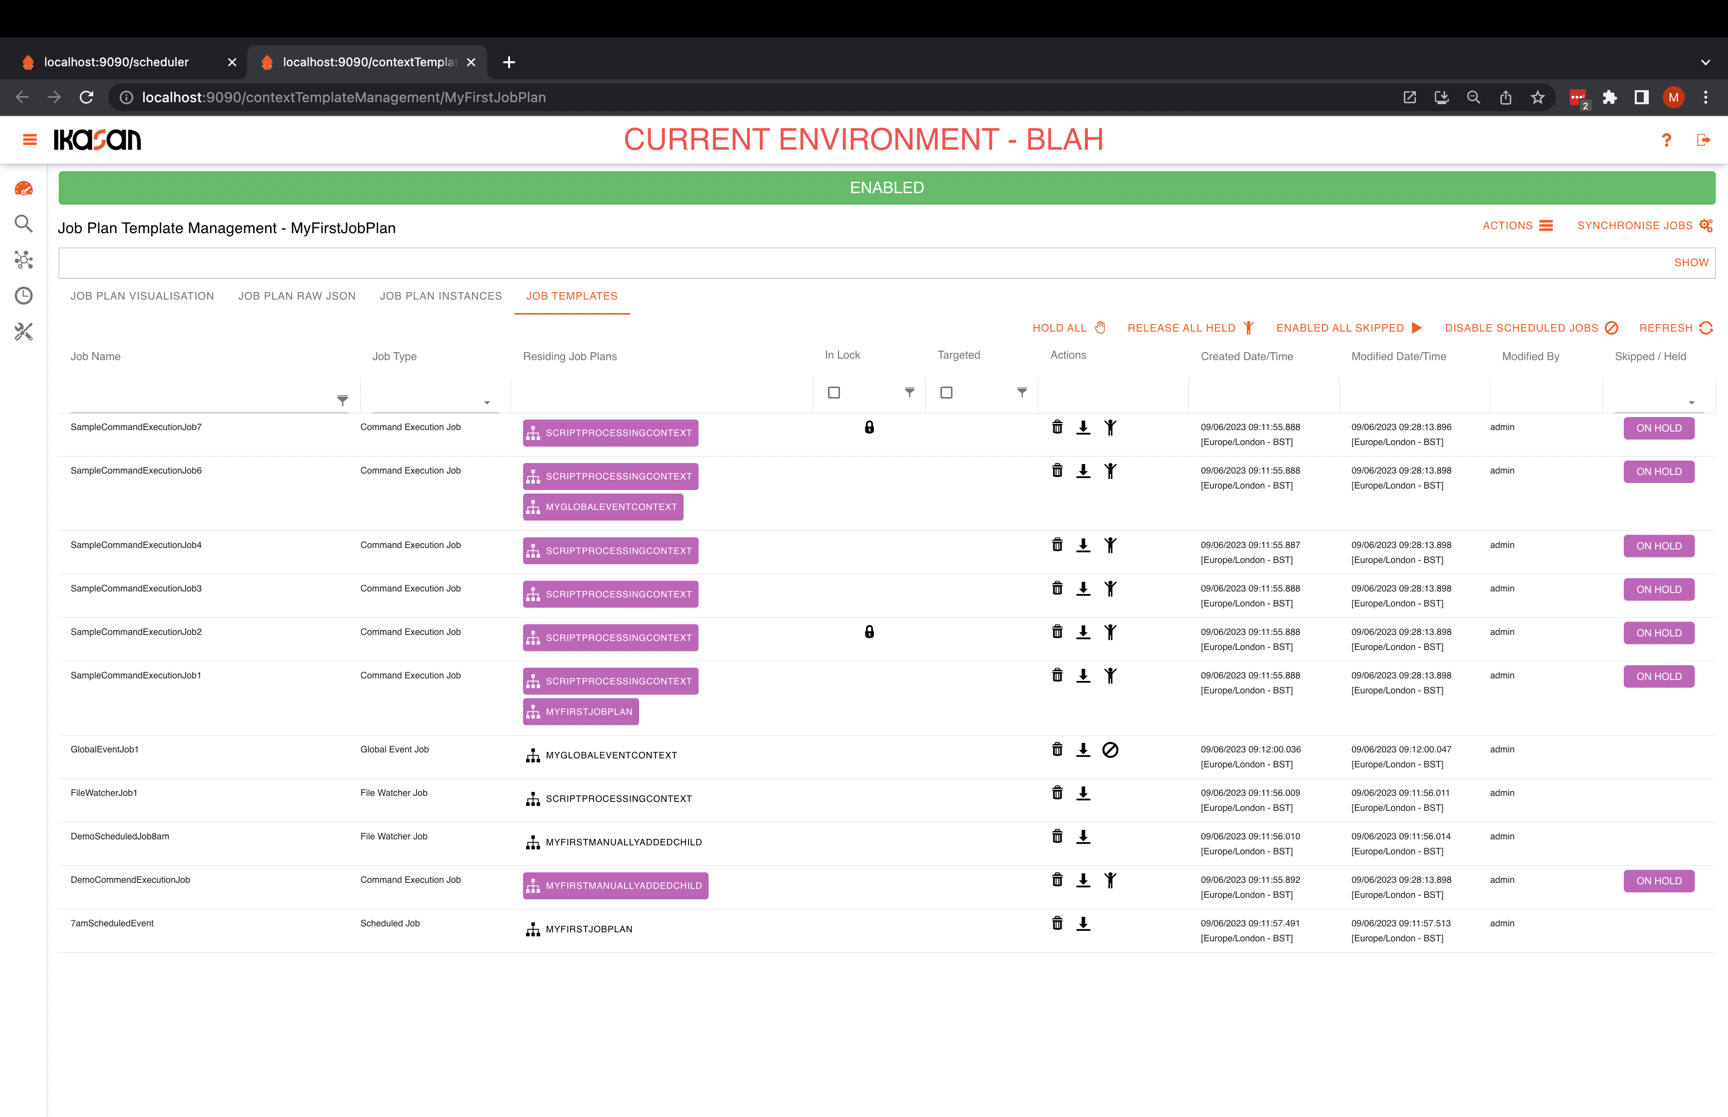 localhost:9090/scheduler
localhost:9090/contextTemplat
localhost:9090/contextTemplateManagement/MyFirstJobPlan
2
M
IKASAN
CURRENT ENVIRONMENT - BLAH
?
ENABLED
Job Plan Template Management - MyFirstJobPlan
ACTIONS SYNCHRONISE JOBS
SHOW
JOB PLAN VISUALISATION JOB PLAN RAW JSON JOB PLAN INSTANCES JOB TEMPLATES
HOLD ALL RELEASE ALL HELD ENABLED ALL SKIPPED DISABLE SCHEDULED JOBS REFRESH
Job Name Job Type Residing Job Plans In Lock Targeted Actions Created Date/Time Modified Date/Time Modified By Skipped / Held
SampleCommandExecutionJob7 Command Execution Job SCRIPTPROCESSINGCONTEXT 09/06/2023 09:11:55.888 09/06/2023 09:28:13.896 admin ON HOLD
[Europe/London - BST] [Europe/London - BST]
SampleCommandExecutionJob6 Command Execution Job SCRIPTPROCESSINGCONTEXT 09/06/2023 09:11:55.888 09/06/2023 09:28:13.898 admin ON HOLD
[Europe/London - BST] [Europe/London - BST]
MYGLOBALEVENTCONTEXT
SampleCommandExecutionJob4 Command Execution Job SCRIPTPROCESSINGCONTEXT 09/06/2023 09:11:55.887 09/06/2023 09:28:13.898 admin ON HOLD
[Europe/London - BST] [Europe/London - BST]
SampleCommandExecutionJob3 Command Execution Job SCRIPTPROCESSINGCONTEXT 09/06/2023 09:11:55.888 09/06/2023 09:28:13.898 admin ON HOLD
[Europe/London - BST] [Europe/London - BST]
SampleCommandExecutionJob2 Command Execution Job SCRIPTPROCESSINGCONTEXT 09/06/2023 09:11:55.888 09/06/2023 09:28:13.898 admin ON HOLD
[Europe/London - BST] [Europe/London - BST]
SampleCommandExecutionJob1 Command Execution Job SCRIPTPROCESSINGCONTEXT 09/06/2023 09:11:55.888 09/06/2023 09:28:13.898 admin ON HOLD
[Europe/London - BST] [Europe/London - BST]
MYFIRSTJOBPLAN
GlobalEventJob1 Global Event Job MYGLOBALEVENTCONTEXT 09/06/2023 09:12:00.036 09/06/2023 09:12:00.047 admin
[Europe/London - BST] [Europe/London - BST]
FileWatcherJob1 File Watcher Job SCRIPTPROCESSINGCONTEXT 09/06/2023 09:11:56.009 09/06/2023 09:11:56.011 admin
[Europe/London - BST] [Europe/London - BST]
DemoScheduledJob8am File Watcher Job MYFIRSTMANUALLYADDEDCHILD 09/06/2023 09:11:56.010 09/06/2023 09:11:56.014 admin
[Europe/London - BST] [Europe/London - BST]
DemoCommendExecutionJob Command Execution Job MYFIRSTMANUALLYADDEDCHILD 09/06/2023 09:11:55.892 09/06/2023 09:28:13.898 admin ON HOLD
[Europe/London - BST] [Europe/London - BST]
7amScheduledEvent Scheduled Job MYFIRSTJOBPLAN 09/06/2023 09:11:57.491 09/06/2023 09:11:57.513 admin
[Europe/London - BST] [Europe/London - BST]